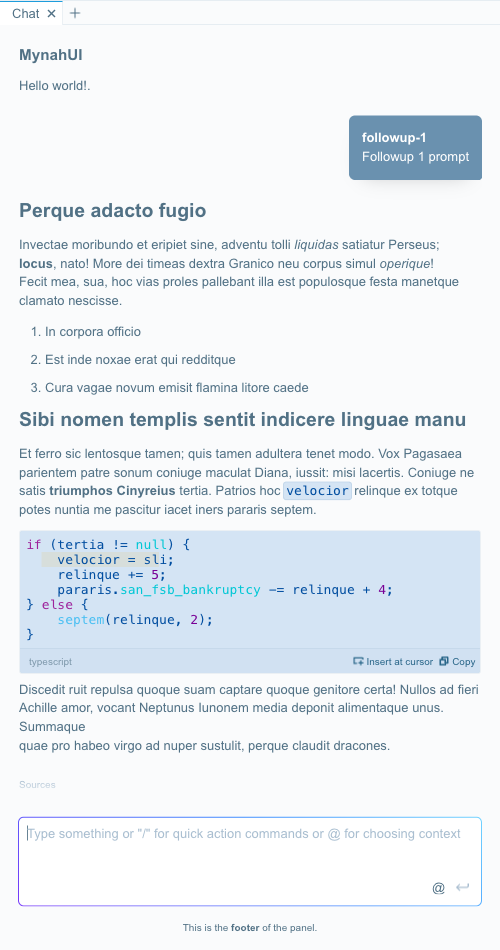 Chat
MynahUI
Hello world!.
followup-1
Followup 1 prompt
Perque adacto fugio
Invectae moribundo et eripiet sine, adventu tolli liquidas satiatur Perseus;
locus, nato! More dei timeas dextra Granico neu corpus simul operique!
Fecit mea, sua, hoc vias proles pallebant illa est populosque festa manetque
clamato nescisse.
1. In corpora officio
2. Est inde noxae erat qui redditque
3. Cura vagae novum emisit flamina litore caede
Sibi nomen templis sentit indicere linguae manu
Et ferro sic lentosque tamen; quis tamen adultera tenet modo. Vox Pagasaea
parientem patre sonum coniuge maculat Diana, iussit: misi lacertis. Coniuge ne
satis triumphos Cinyreius tertia. Patrios hoc velocior relinque ex totque
potes nuntia me pascitur iacet iners pararis septem.
if (tertia != null) {
    velocior = sli;
    relinque += 5;
    pararis.san_fsb_bankruptcy -= relinque + 4;
} else {
    septem(relinque, 2);
}
typescript Insert at cursor Copy
Discedit ruit repulsa quoque suam captare quoque genitore certa! Nullos ad fieri
Achille amor, vocant Neptunus Iunonem media deponit alimentaque unus.
Summaque
quae pro habeo virgo ad nuper sustulit, perque claudit dracones.
Sources
Type something or "/" for quick action commands or @ for choosing context
@
This is the footer of the panel.